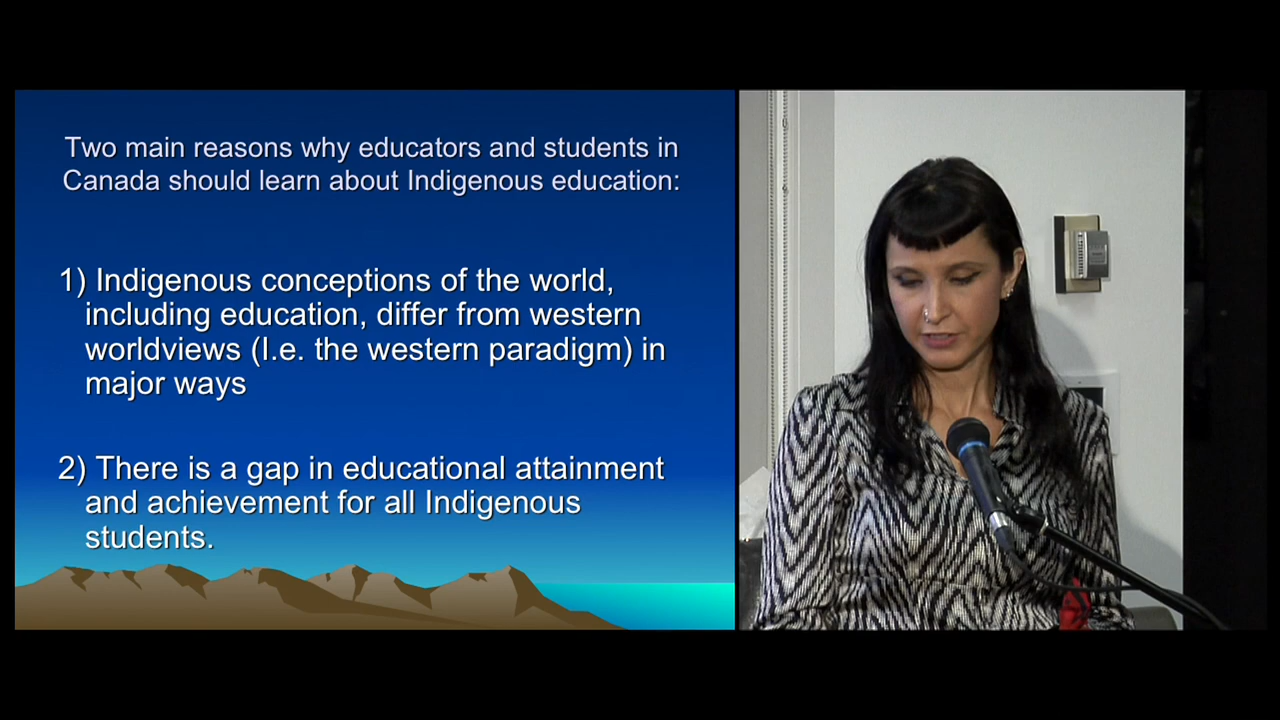 Two main reasons why educators and students in
Canada should learn about Indigenous education:
1) Indigenous conceptions of the world,
including education, differ from western
worldviews (I.e. the western paradigm) in
major ways
2) There is a gap in educational attainment
and achievement for all Indigenous
students.